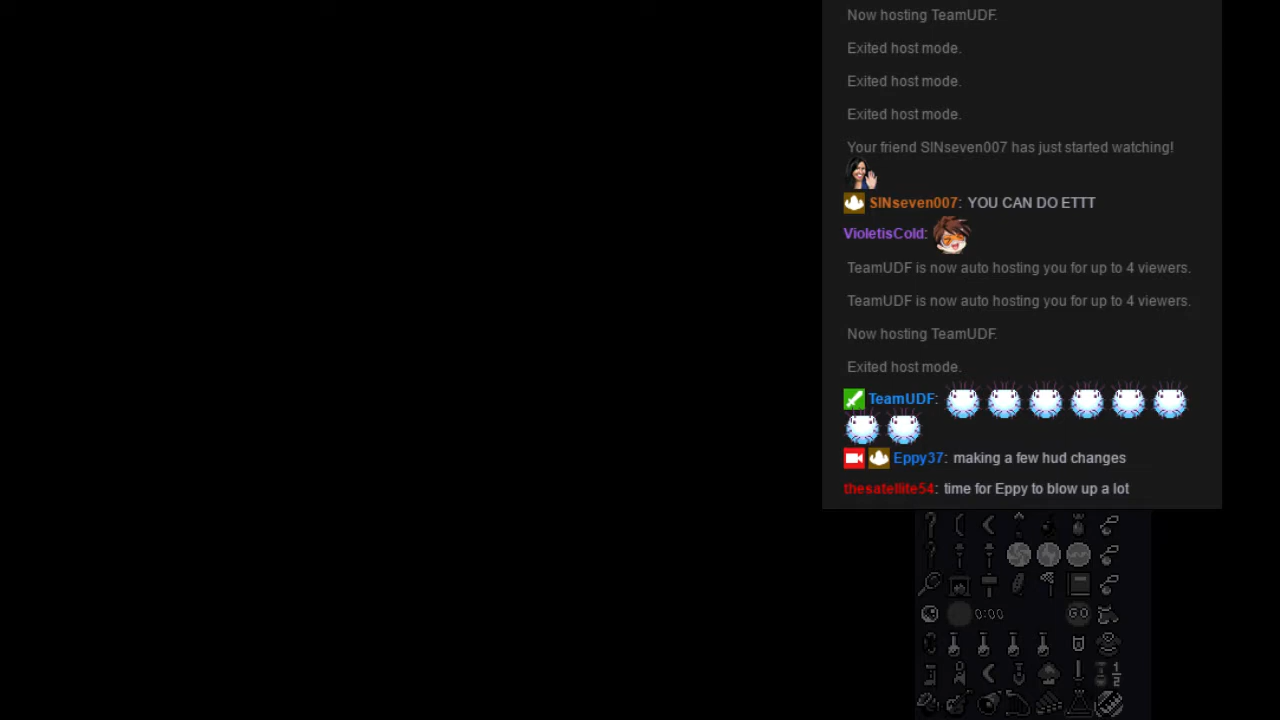 Now hosting TeamUDF.
Exited host mode.
Exited host mode.
Exited host mode.
Your friend SINseven007 has just started watching!
SINseven007: YOU CAN DO ETTT
VioletisCold:
TeamUDF is now auto hosting you for up to 4 viewers.
TeamUDF is now auto hosting you for up to 4 viewers.
Now hosting TeamUDF.
Exited host mode.
TeamUDF:
Eppy37: making a few hud changes
thesatellite54: time for Eppy to blow up a lot
0:00 GO
1/2